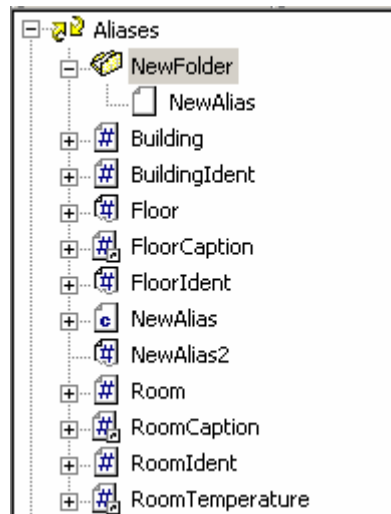 Aliases
NewFolder
NewAlias
Building
BuildingIdent
Floor
FloorCaption
FloorIdent
NewAlias
NewAlias2
Room
RoomCaption
RoomIdent
RoomTemperature